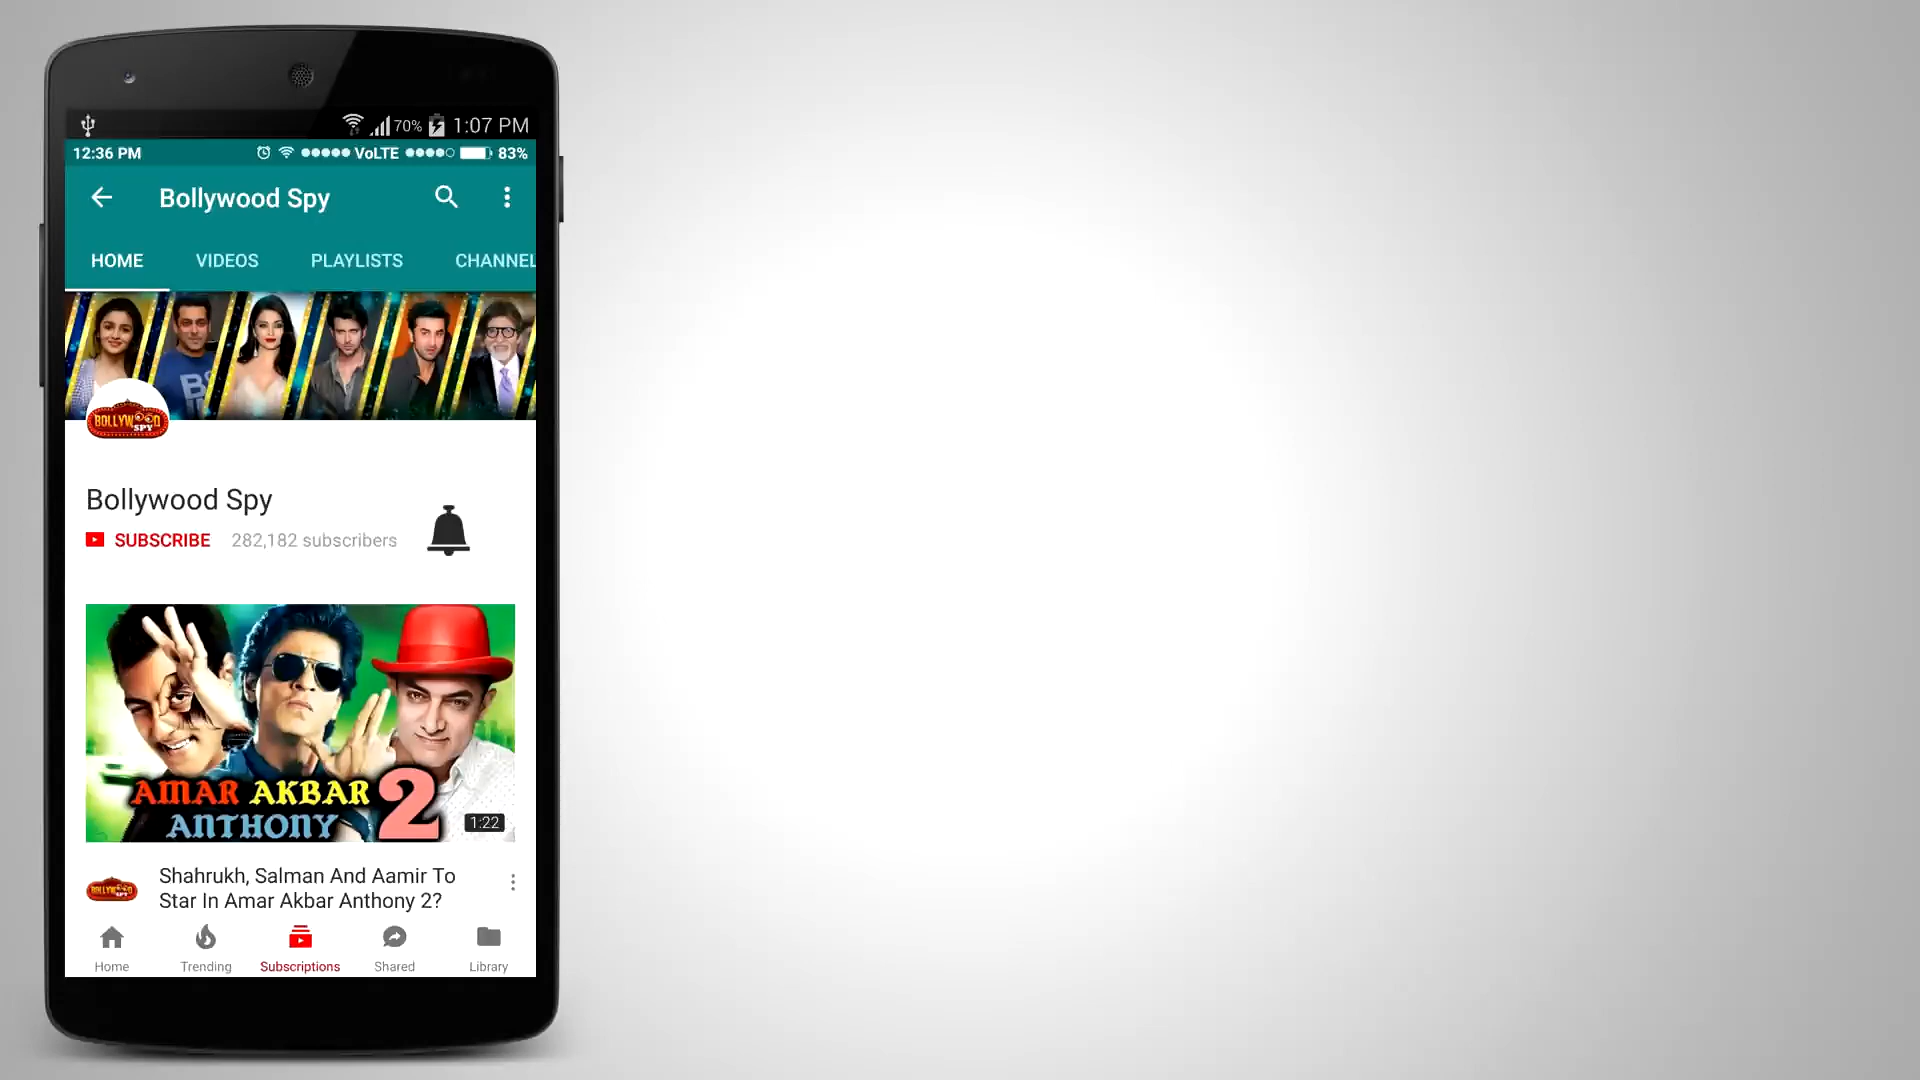 70% 1:07 PM
12:36 PM VoLTE 83%
Bollywood Spy
HOME VIDEOS PLAYLISTS CHANNEL
BOLLYWOOD
SPY
Bollywood Spy
SUBSCRIBE 282,182 subscribers
AMAR AKBAR
ANTHONY 2
1:22
Shahrukh, Salman And Aamir To
Star In Amar Akbar Anthony 2?
BOLLYWOOD
SPY
Home Trending Subscriptions Shared Library